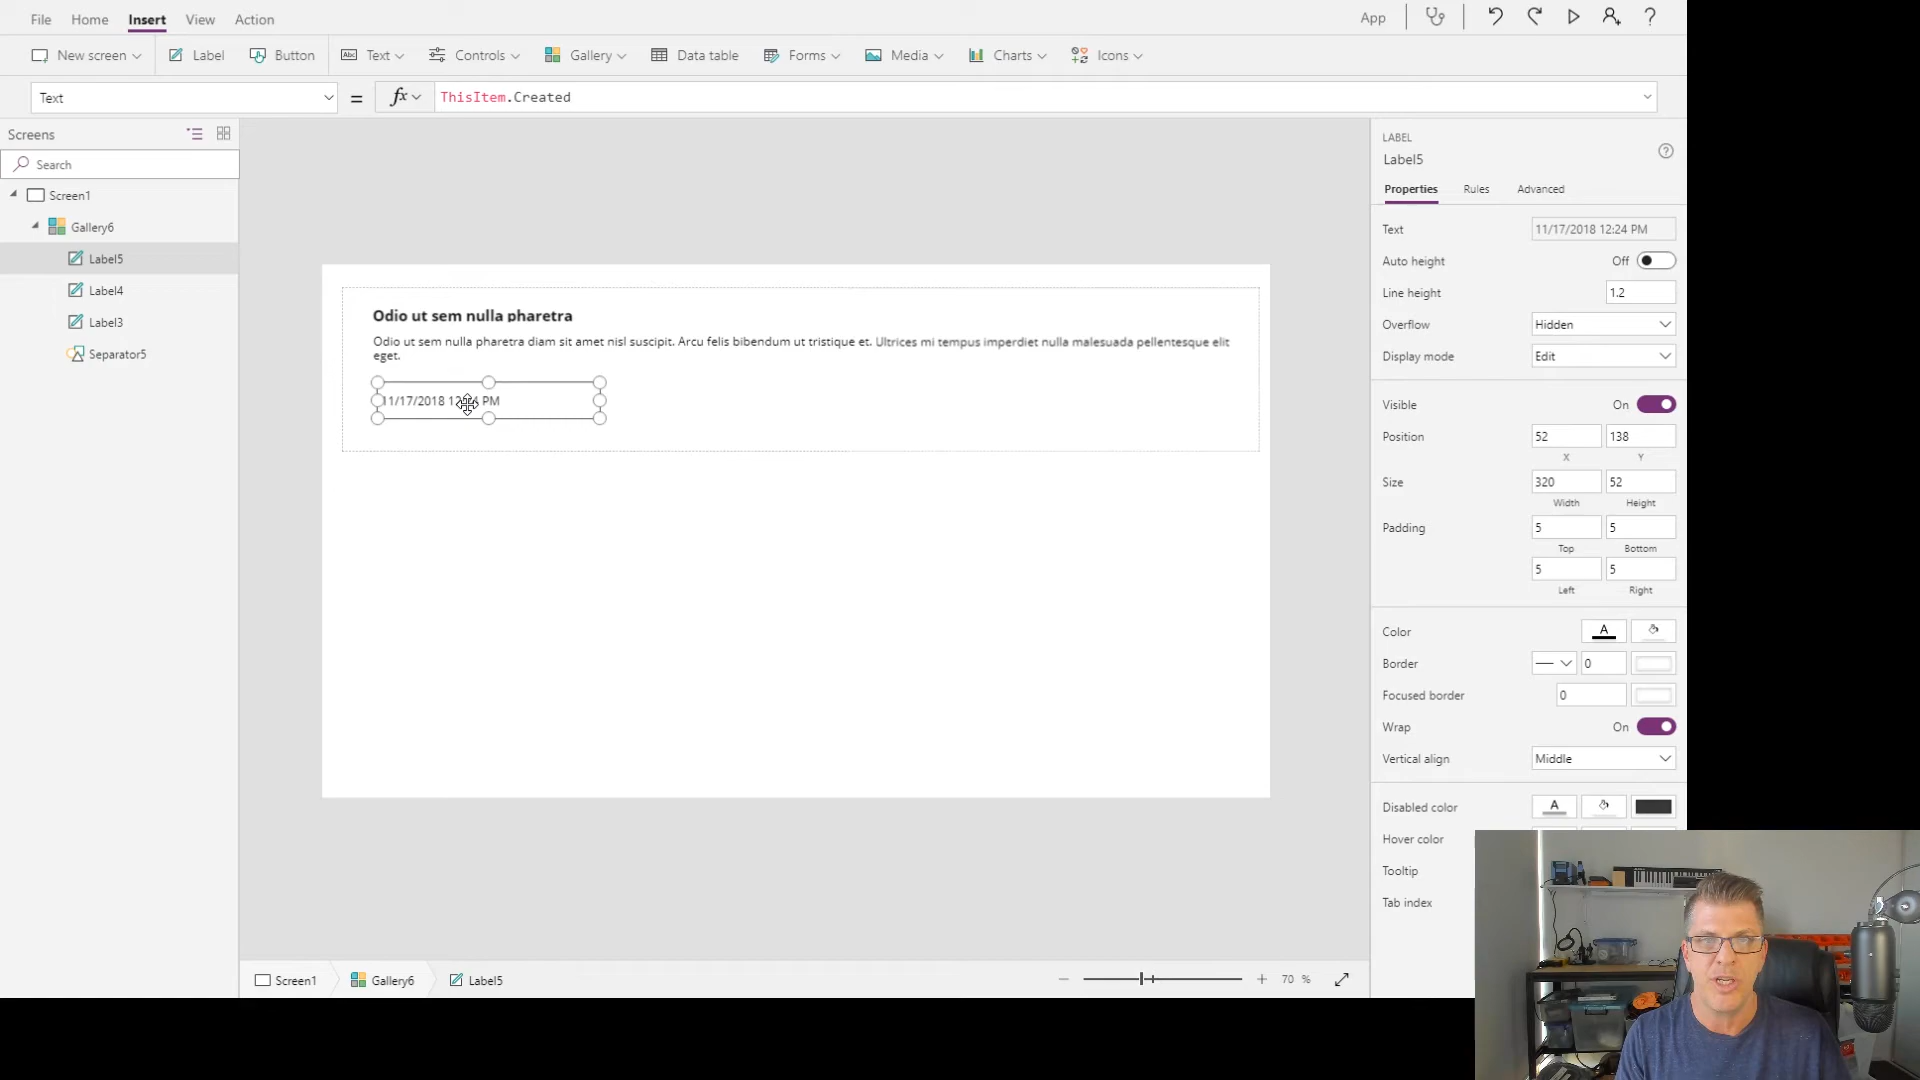 File Home Insert View Action App
New screen Label Button Text Controls Gallery Data table Forms Media Charts Icons
Text = fx ThisItem.Created
Screens
Search
Screen1
Gallery6
Label5
Label4
Label3
Separator5
Odio ut sem nulla pharetra
Odio ut sem nulla pharetra diam sit amet nisl suscipit. Arcu felis bibendum ut tristique et. Ultrices mi tempus imperdiet nulla malesuada pellentesque elit
eget.
11/17/2018 12:24 PM
LABEL
Label5
Properties Rules Advanced
Text 11/17/2018 12:24 PM
Auto height Off
Line height 1.2
Overflow Hidden
Display mode Edit
Visible On
Position 52 138
X Y
Size 320 52
Width Height
Padding 5 5
Top Bottom
5 5
Left Right
Color A
Border 0
Focused border 0
Wrap On
Vertical align Middle
Disabled color A
Hover color
Tooltip
Tab index
Screen1 Gallery6 Label5 70 %